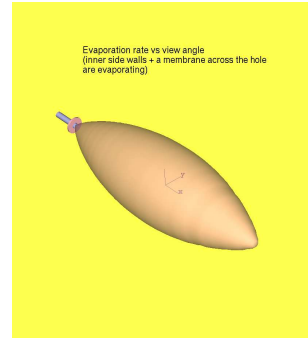 Evaporation rate vs view angle
(inner side walls + a membrane across the hole
are evaporating)
Y
x